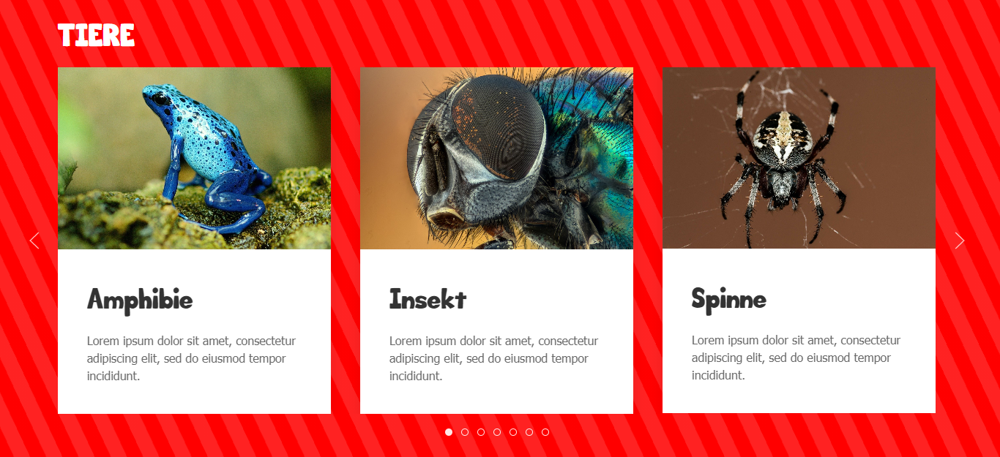 TIERE
Amphibie
Lorem ipsum dolor sit amet, consectetur
adipiscing elit, sed do eiusmod tempor
incididunt.
Insekt
Lorem ipsum dolor sit amet, consectetur
adipiscing elit, sed do eiusmod tempor
incididunt.
Spinne
Lorem ipsum dolor sit amet, consectetur
adipiscing elit, sed do eiusmod tempor
incididunt.